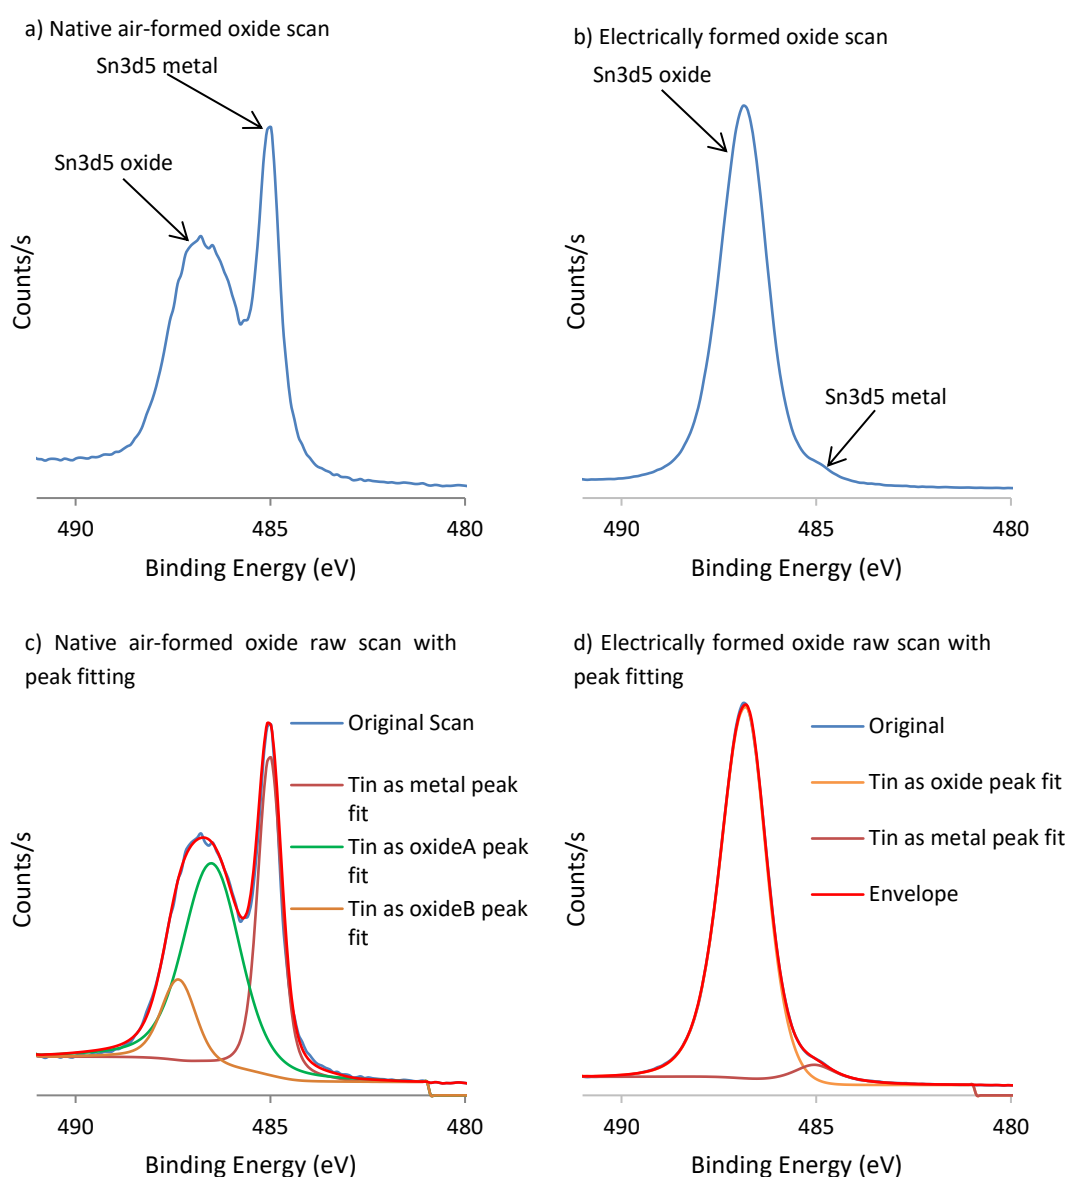 a) Native air-formed oxide scan
Sn3d5 metal
Sn3d5 oxide
Counts/s
490
485
480
Binding Energy (eV)
b) Electrically formed oxide scan
Sn3d5 oxide
Sn3d5 metal
Counts/s
490
485
480
Binding Energy (eV)
c) Native air-formed oxide raw scan with
peak fitting
Original Scan
Tin as metal peak
fit
Tin as oxideA peak
fit
Tin as oxideB peak
fit
Counts/s
490
485
480
Binding Energy (eV)
d) Electrically formed oxide raw scan with
peak fitting
Original
Tin as oxide peak fit
Tin as metal peak fit
Envelope
Counts/s
490
485
480
Binding Energy (eV)